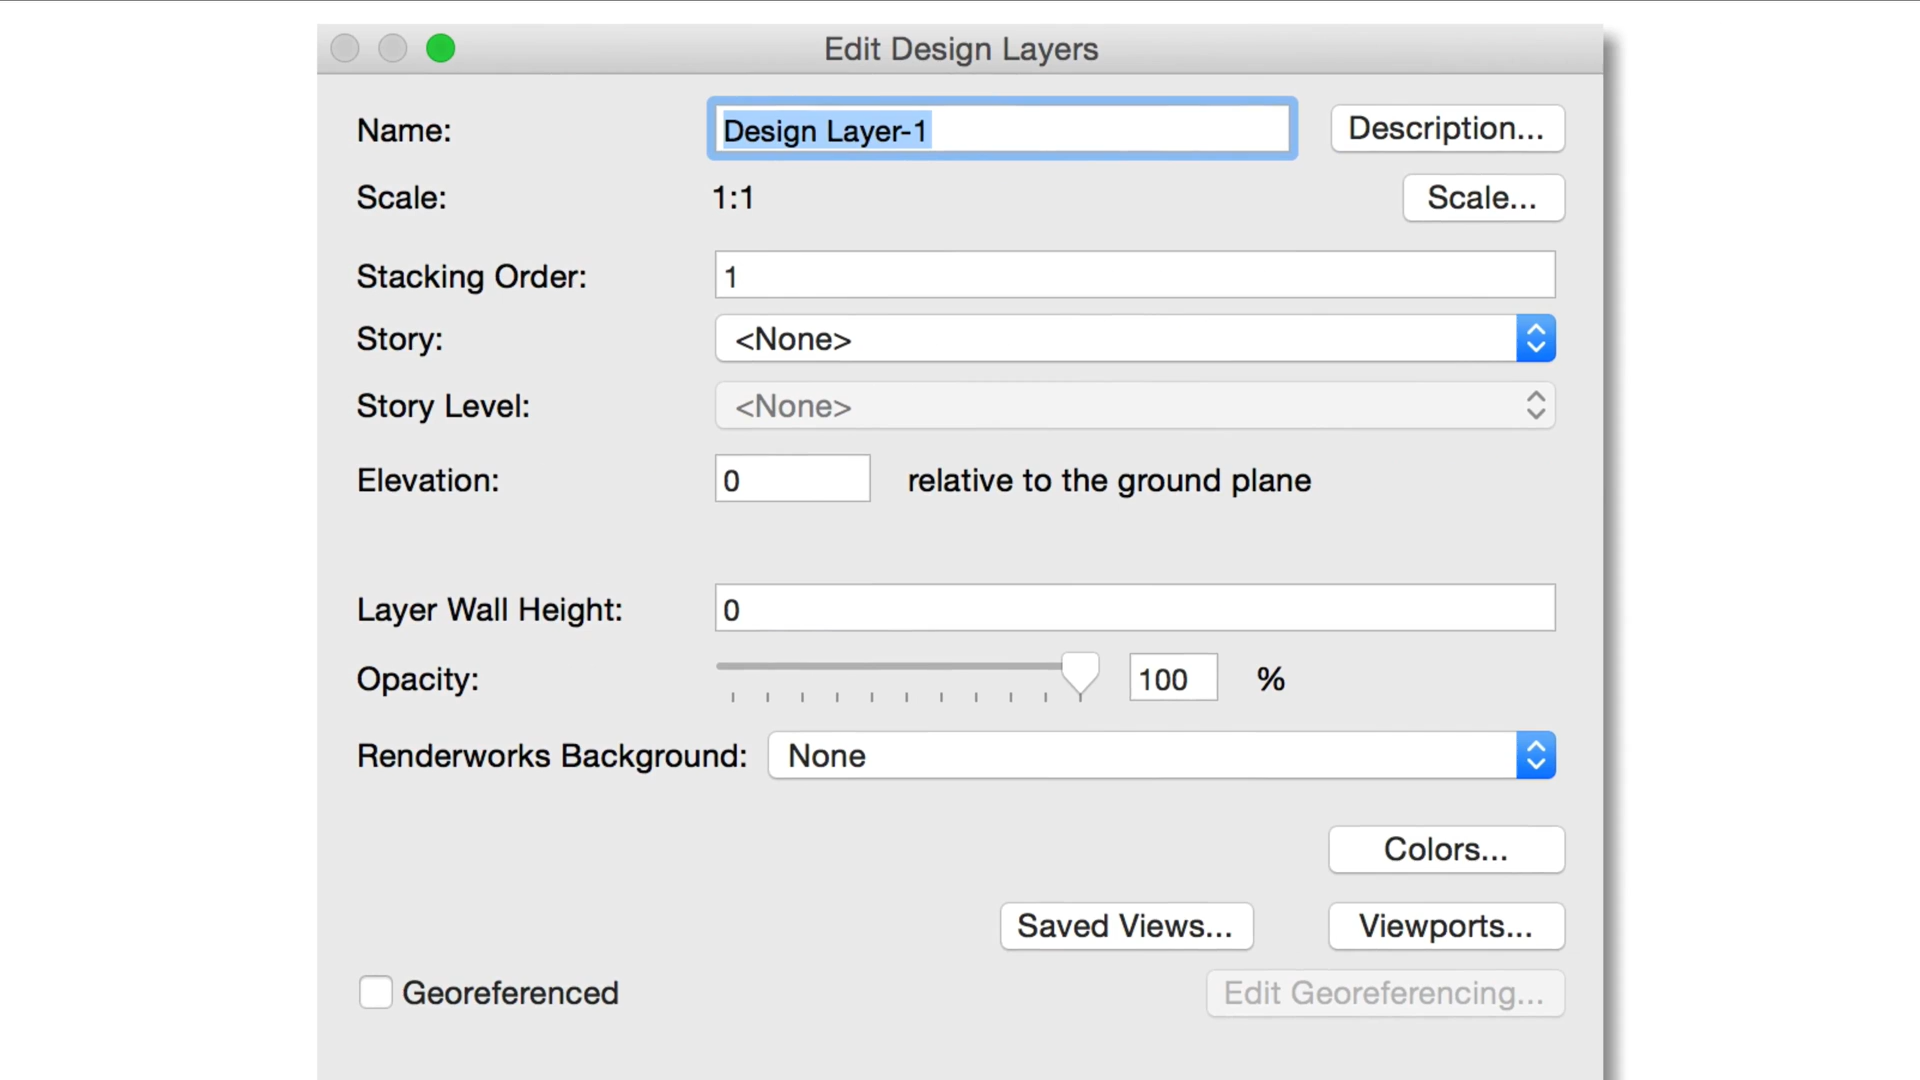 Edit Design Layers
Name: Design Layer-1 Description...
Scale: 1:1 Scale...
Stacking Order: 1
Story: <None>
Story Level: <None>
Elevation: 0 relative to the ground plane
Layer Wall Height: 0
Opacity: 100 %
Renderworks Background: None
Colors...
Saved Views... Viewports...
Georeferenced Edit Georeferencing...